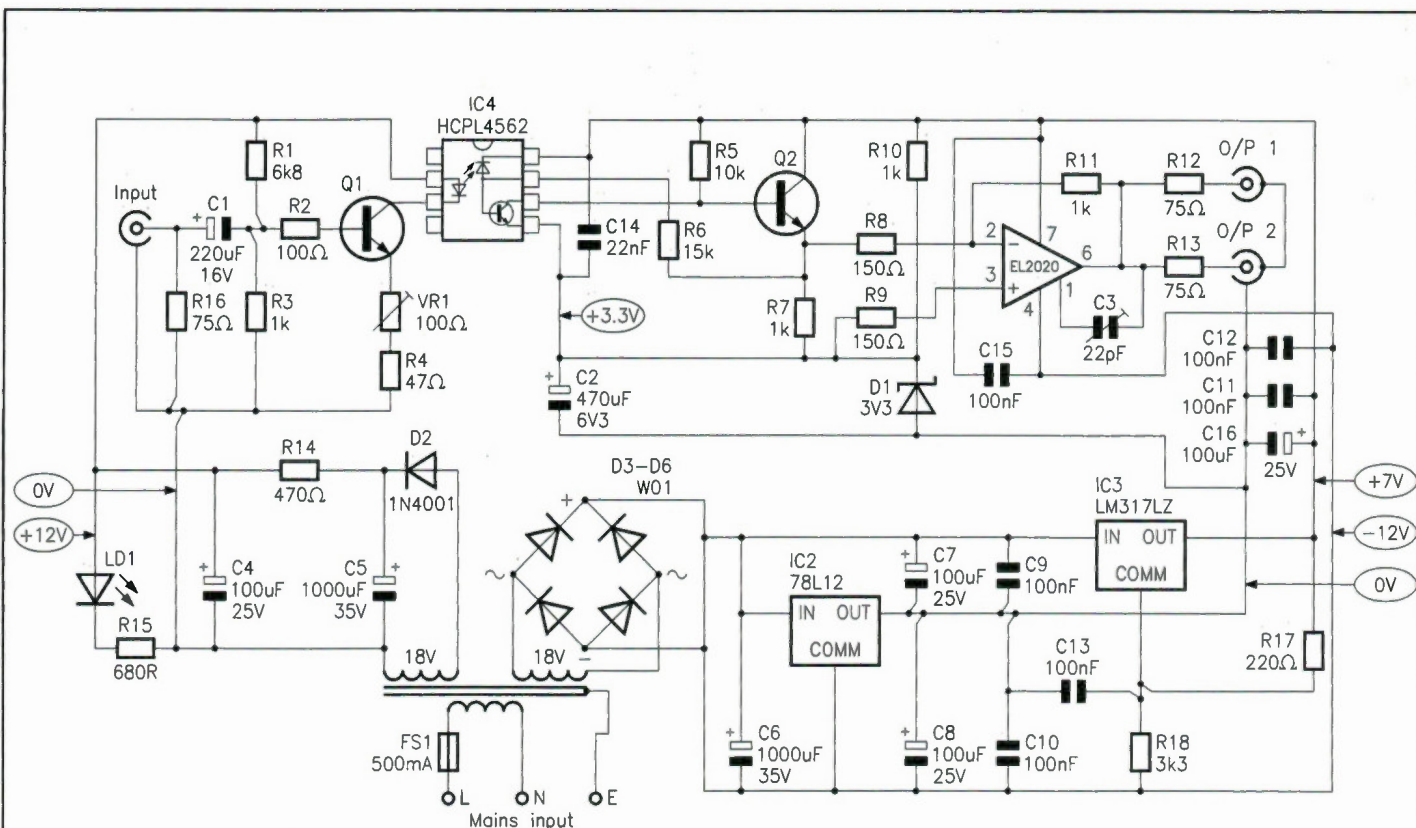 IC4
HCPL4562
R1
6k8
Input
C1
+
220uF
16V
R2
100Ω
Q1
R16
75Ω
R3
1k
VR1
100Ω
R4
47Ω
C14
22nF
R5
10k
R6
15k
Q2
R7
1k
+3.3V
R8
150Ω
R9
150Ω
R10
1k
R11
1k
2
−
3
+
EL2020
7
6
1
4
C3
22pF
R12
75Ω
O/P 1
R13
75Ω
O/P 2
+
C2
470uF
6V3
D1
3V3
C15
100nF
C12
100nF
C11
100nF
C16
100uF
+
25V
+7V
-12V
0V
0V
+12V
LD1
R15
680R
R14
470Ω
D2
1N4001
+
C4
100uF
25V
C5
1000uF
35V
+
18V
D3-D6
W01
+
~
~
−
18V
FS1
500mA
L
N
E
Mains input
IC2
78L12
IN OUT
COMM
+
C7
100uF
25V
C9
100nF
IC3
LM317LZ
IN OUT
COMM
C13
100nF
R17
220Ω
+
C6
1000uF
35V
+
C8
100uF
25V
C10
100nF
R18
3k3